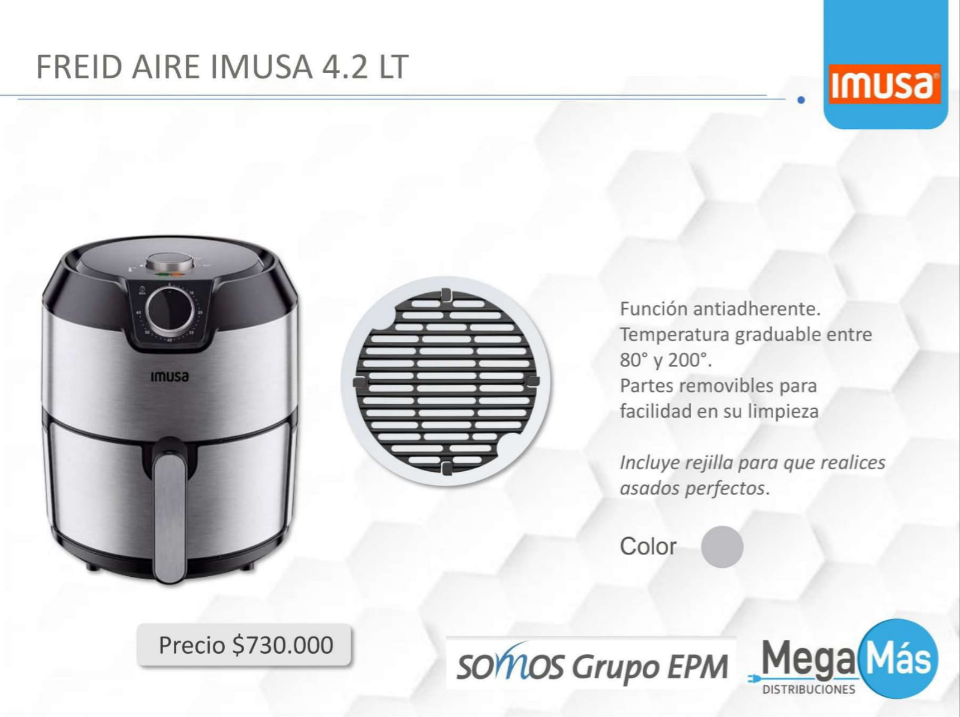 FREID AIRE IMUSA 4.2 LT
IMUSA
IMUSA
Función antiadherente.
Temperatura graduable entre
80° y 200°.
Partes removibles para
facilidad en su limpieza
Incluye rejilla para que realices
asados perfectos.
Color
Precio $730.000
somos Grupo EPM
Mega Más
DISTRIBUCIONES